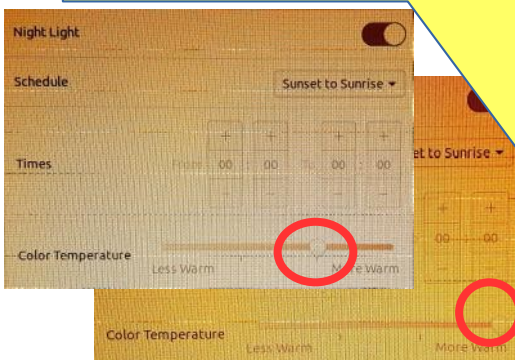 Night Light
Schedule
Sunset to Sunrise
Times
From 00 : 00 To 00 : 00
+ + + +
- - - -
Color Temperature
Less Warm
More Warm
et to Sunrise
+ +
00 00
Color Temperature
Less Warm
More Warm